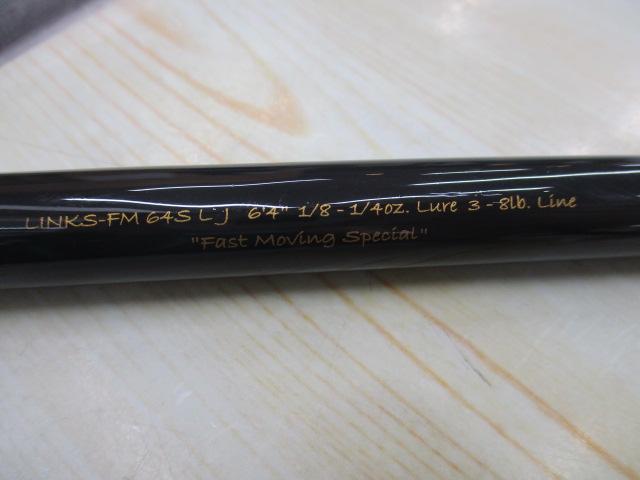 LINKS-FM 64S L J 6'4" 1/8 - 1/4oz. Lure 3 - 8lb. Line
"Fast Moving Special"